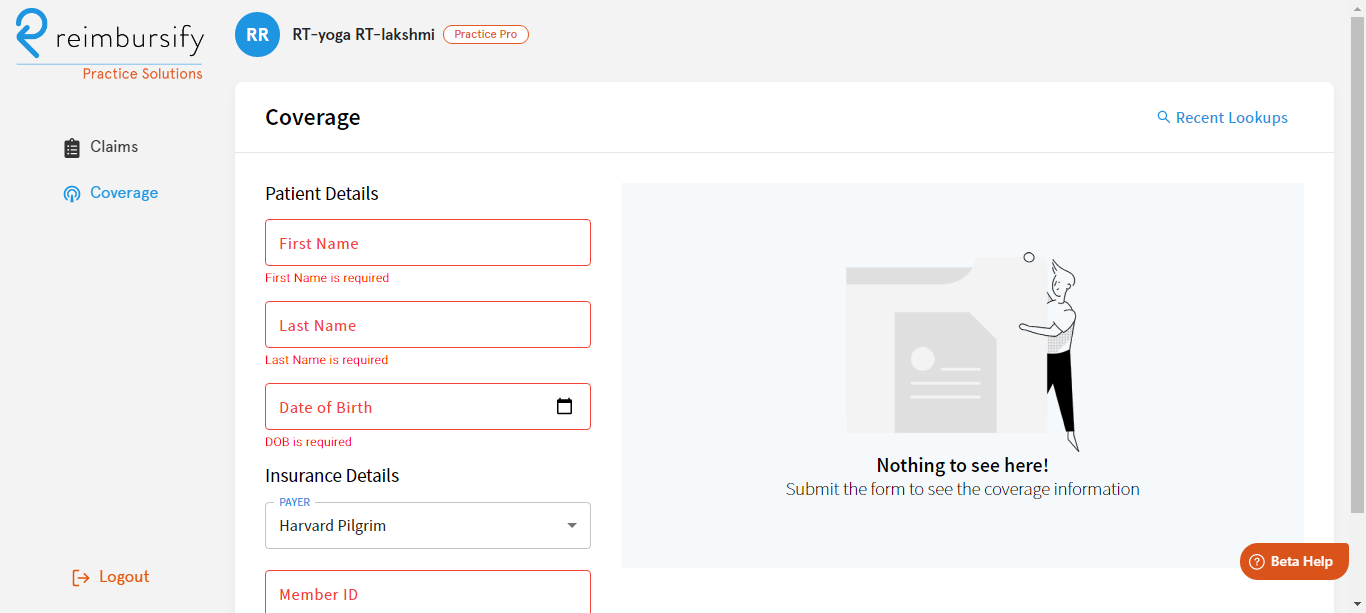 reimbursify
Practice Solutions
RR RT-yoga RT-lakshmi Practice Pro
Claims
Coverage
Logout
Coverage
Recent Lookups
Patient Details
First Name
First Name is required
Last Name
Last Name is required
Date of Birth
DOB is required
Insurance Details
PAYER
Harvard Pilgrim
Member ID
Nothing to see here!
Submit the form to see the coverage information
Beta Help